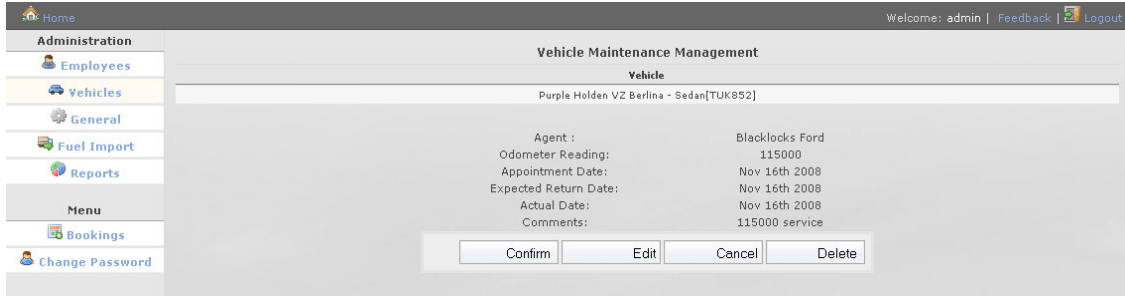 Home
Welcome: admin | Feedback | Logout
Administration
Employees
Vehicles
General
Fuel Import
Reports
Menu
Bookings
Change Password
Vehicle Maintenance Management
Vehicle
Purple Holden VZ Berlina - Sedan[TUK852]
Agent : Blacklocks Ford
Odometer Reading: 115000
Appointment Date: Nov 16th 2008
Expected Return Date: Nov 16th 2008
Actual Date: Nov 16th 2008
Comments: 115000 service
Confirm Edit Cancel Delete